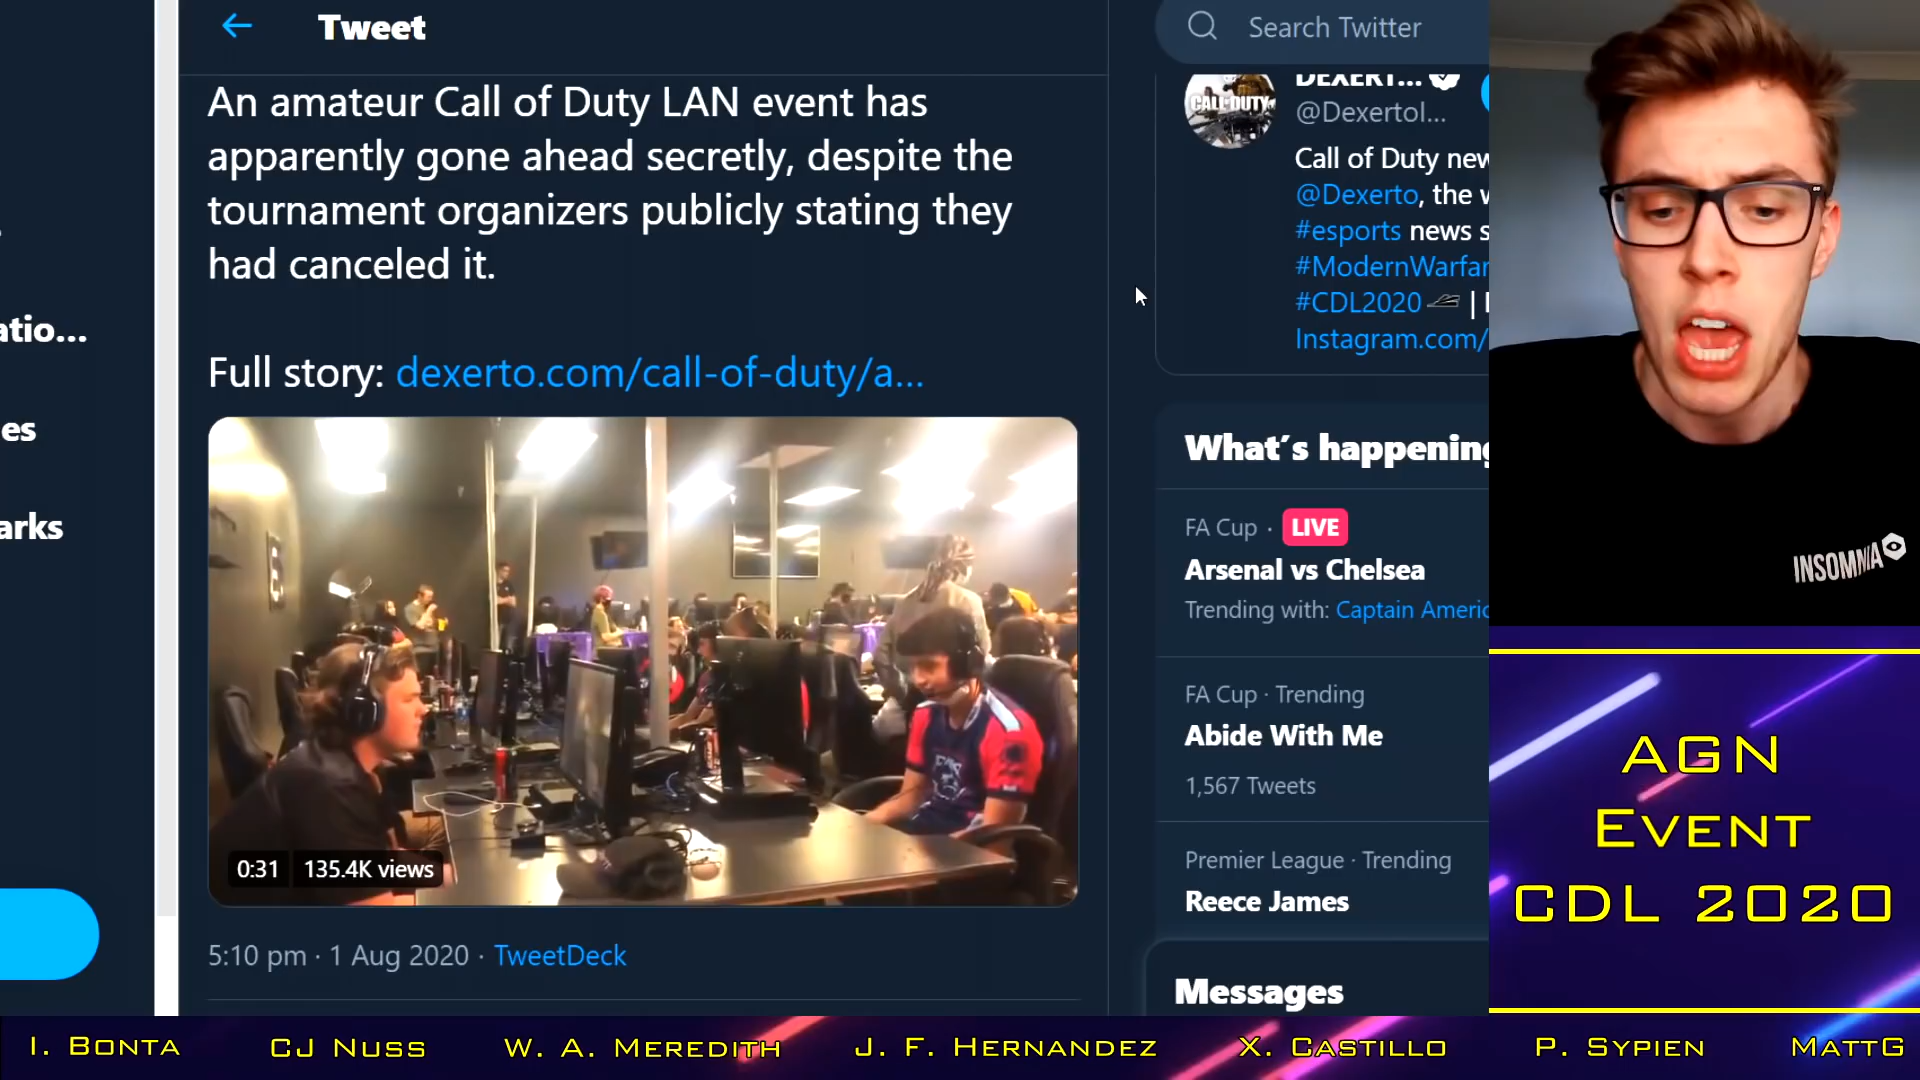 Tweet
An amateur Call of Duty LAN event has
apparently gone ahead secretly, despite the
tournament organizers publicly stating they
had canceled it.
Full story: dexerto.com/call-of-duty/a...
0:31 135.4K views
5:10 pm · 1 Aug 2020 · TweetDeck
atio...
es
arks
Search Twitter
DEXERT...
CALL DUTY
@Dexertol...
Call of Duty new
@Dexerto, the w
#esports news s
#ModernWarfar
#CDL2020 |
Instagram.com/
What's happening
FA Cup · LIVE
Arsenal vs Chelsea
Trending with: Captain Americ
FA Cup · Trending
Abide With Me
1,567 Tweets
Premier League · Trending
Reece James
Messages
INSOMNIA
AGN
EVENT
CDL 2020
I. BONTA CJ NUSS W. A. MEREDITH J. F. HERNANDEZ X. CASTILLO P. SYPIEN MATTG